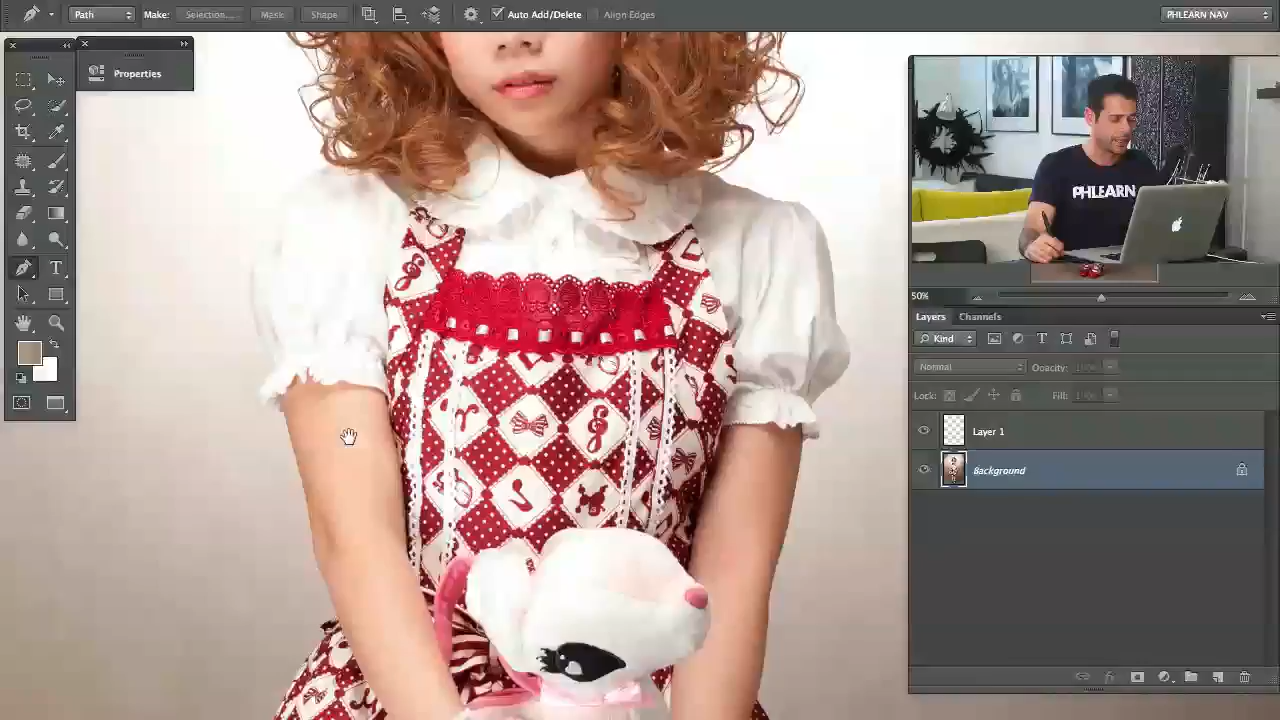 Path Make: Selection... Mask Shape Auto Add/Delete Align Edges PHLEARN NAV
Properties
PHLEARN
50%
Layers Channels
Kind
Normal Opacity:
Lock: Fill:
Layer 1
Background